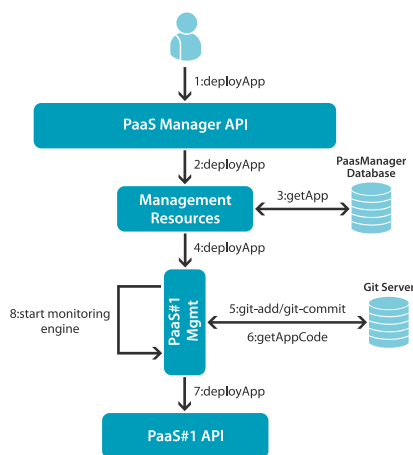 1:deployApp
PaaS Manager API
2:deployApp
PaasManager
Database
Management
Resources
3:getApp
4:deployApp
Git Server
PaaS#1
Mgmt
5:git-add/git-commit
8:start monitoring
engine
6:getAppCode
7:deployApp
PaaS#1 API